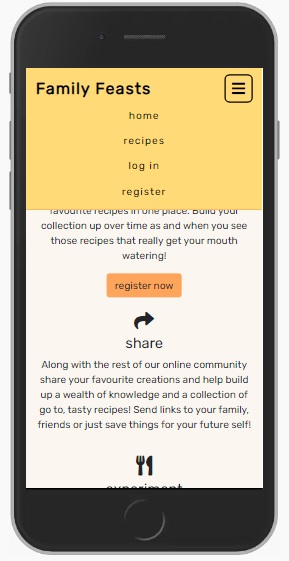 Family Feasts
home
recipes
log in
register
favourite recipes in one place. Build your
collection up over time as and when you see
those recipes that really get your mouth
watering!
register now
share
Along with the rest of our online community
share your favourite creations and help build
up a wealth of knowledge and a collection of
go to, tasty recipes! Send links to your family,
friends or just save things for your future self!
experiment